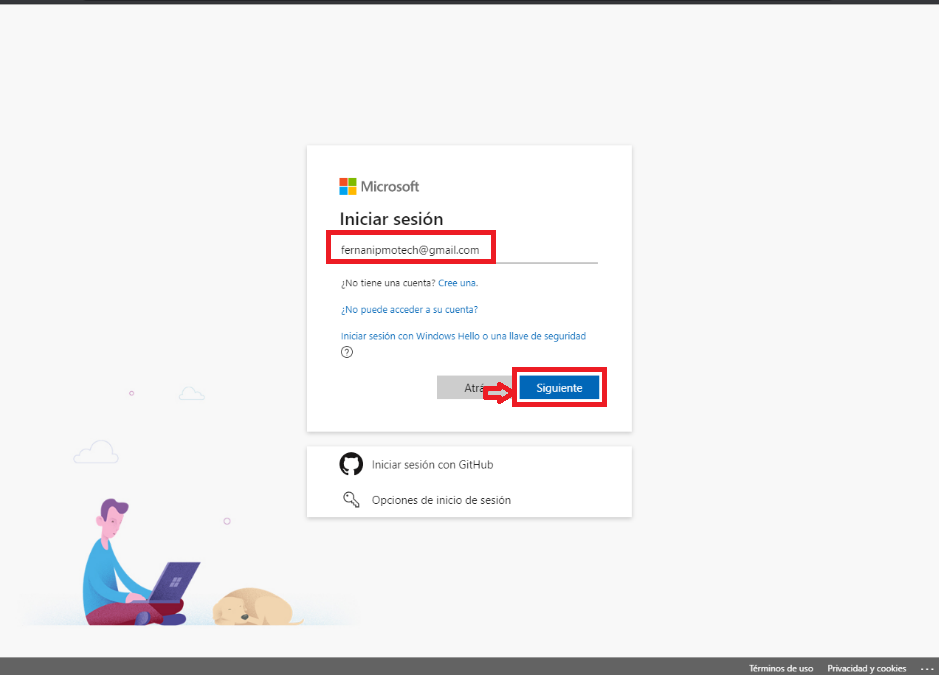 Microsoft
Iniciar sesión
fernanipmotech@gmail.com
¿No tiene una cuenta? Cree una.
¿No puede acceder a su cuenta?
Iniciar sesión con Windows Hello o una llave de seguridad
?
Atrá Siguiente
Iniciar sesión con GitHub
Opciones de inicio de sesión
Términos de uso Privacidad y cookies ...